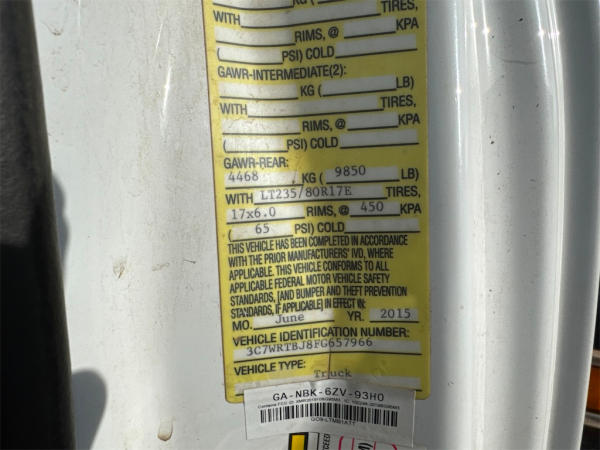 KG ( LB)
WITH TIRES,
RIMS, @ KPA
( PSI) COLD
GAWR-INTERMEDIATE(2):
KG ( LB)
WITH TIRES,
RIMS, @ KPA
( PSI) COLD
GAWR-REAR:
4468 KG ( 9850 LB)
WITH LT235/80R17E TIRES,
17x6.0 RIMS, @ 450 KPA
( 65 PSI) COLD
THIS VEHICLE HAS BEEN COMPLETED IN ACCORDANCE
WITH THE PRIOR MANUFACTURERS' IVD, WHERE
APPLICABLE. THIS VEHICLE CONFORMS TO ALL
APPLICABLE FEDERAL MOTOR VEHICLE SAFETY
STANDARDS, [AND BUMPER AND THEFT PREVENTION
STANDARDS, IF APPLICABLE] IN EFFECT IN:
MO. June YR. 2015
VEHICLE IDENTIFICATION NUMBER:
3C7WRTBJ8FG657966
VEHICLE TYPE:
Truck
GA-NBK-6ZV-93H0